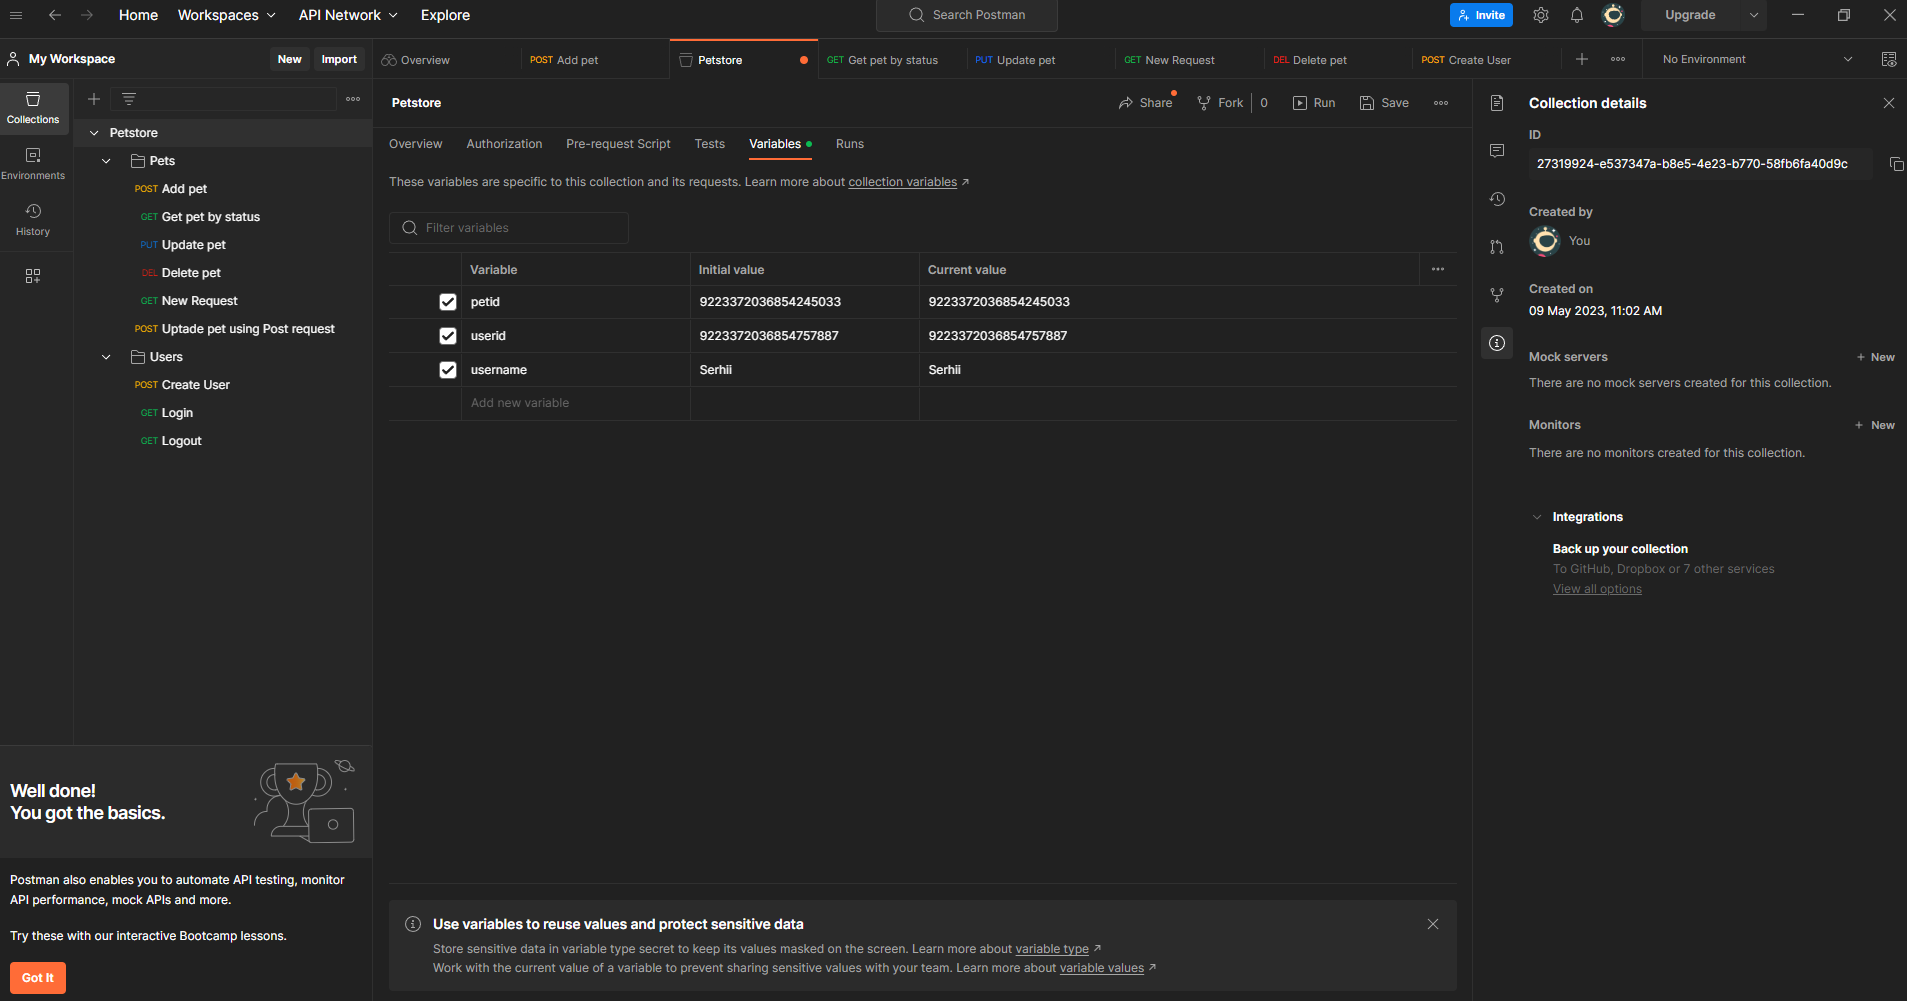 Home Workspaces API Network Explore Search Postman Invite Upgrade
My Workspace New Import
Overview POST Add pet Petstore GET Get pet by status PUT Update pet GET New Request DEL Delete pet POST Create User No Environment
Collections
Environments
History
Petstore
Pets
POST Add pet
GET Get pet by status
PUT Update pet
DEL Delete pet
GET New Request
POST Uptade pet using Post request
Users
POST Create User
GET Login
GET Logout
Well done!
You got the basics.
Postman also enables you to automate API testing, monitor
API performance, mock APIs and more.
Try these with our interactive Bootcamp lessons.
Got It
Petstore Share Fork 0 Run Save
Overview Authorization Pre-request Script Tests Variables Runs
These variables are specific to this collection and its requests. Learn more about collection variables ↗
Filter variables
Variable Initial value Current value
petid 9223372036854245033 9223372036854245033
userid 9223372036854757887 9223372036854757887
username Serhii Serhii
Add new variable
Use variables to reuse values and protect sensitive data
Store sensitive data in variable type secret to keep its values masked on the screen. Learn more about variable type ↗
Work with the current value of a variable to prevent sharing sensitive values with your team. Learn more about variable values ↗
Collection details
ID
27319924-e537347a-b8e5-4e23-b770-58fb6fa40d9c
Created by
You
Created on
09 May 2023, 11:02 AM
Mock servers + New
There are no mock servers created for this collection.
Monitors + New
There are no monitors created for this collection.
Integrations
Back up your collection
To GitHub, Dropbox or 7 other services
View all options